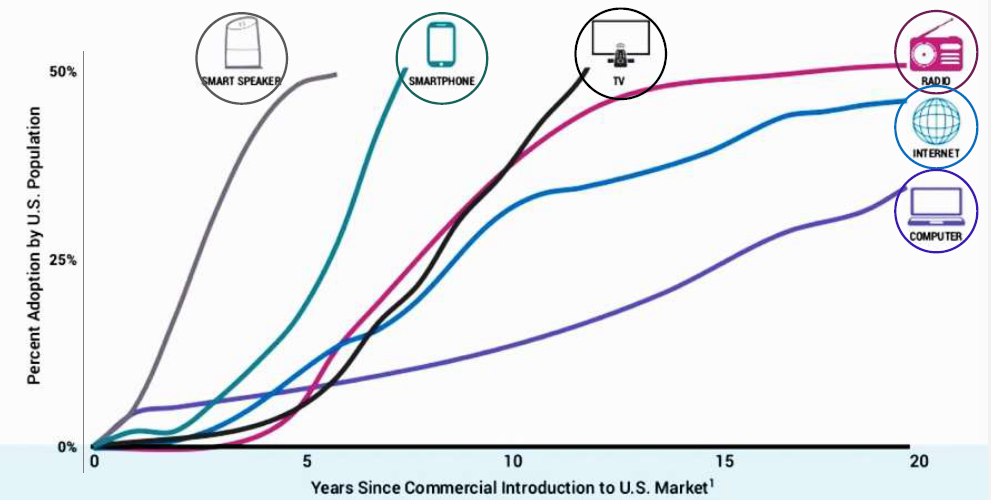 SMART SPEAKER
SMARTPHONE
TV
RADIO
INTERNET
COMPUTER
50%
25%
0%
Percent Adoption by U.S. Population
0 5 10 15 20
Years Since Commercial Introduction to U.S. Market¹